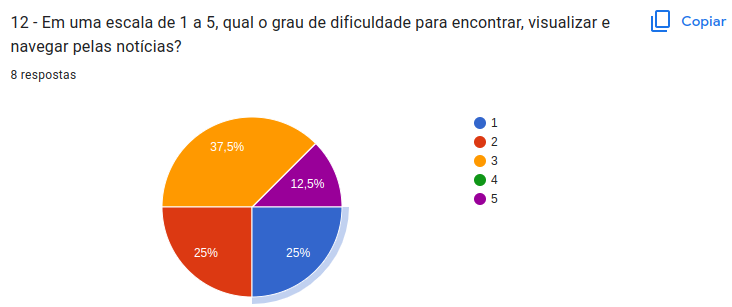 12 - Em uma escala de 1 a 5, qual o grau de dificuldade para encontrar, visualizar e
navegar pelas notícias?
Copiar
8 respostas
37,5%
12,5%
25%
25%
1
2
3
4
5